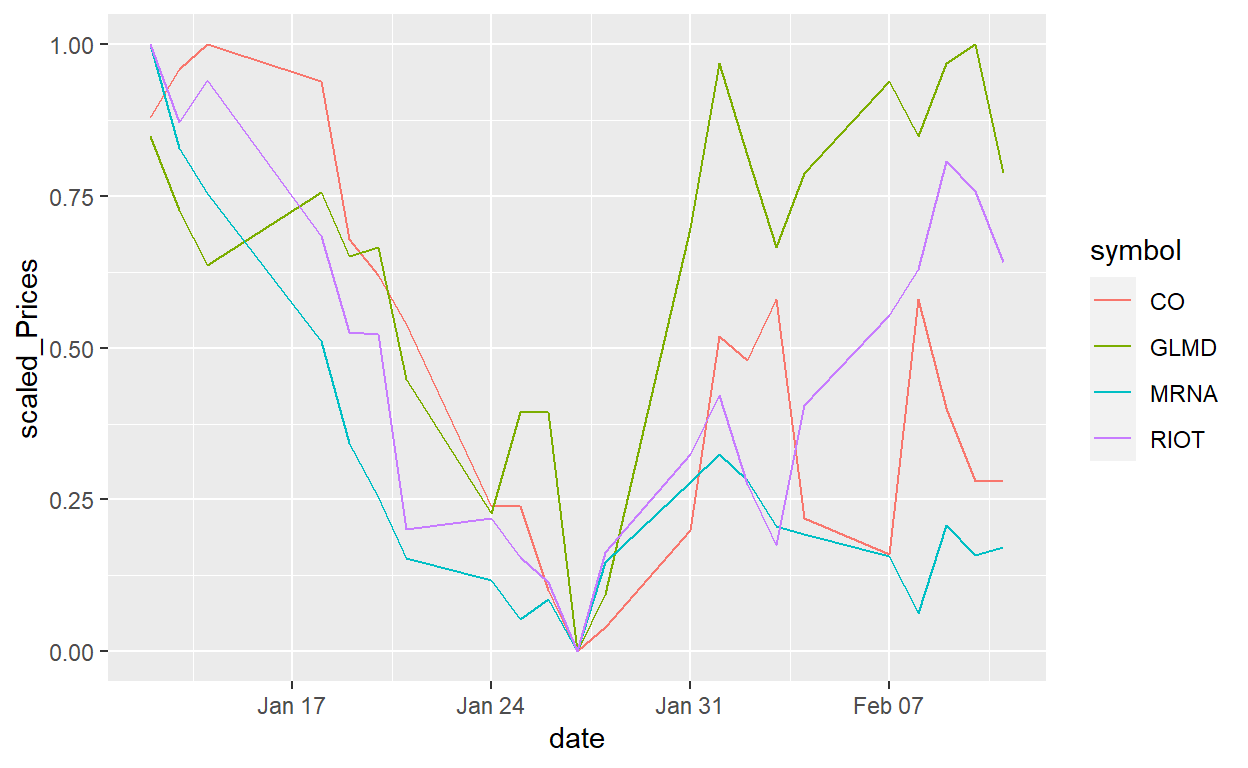 1.00
0.75
0.50
0.25
0.00
scaled_Prices
Jan 17 Jan 24 Jan 31 Feb 07
date
symbol
CO
GLMD
MRNA
RIOT